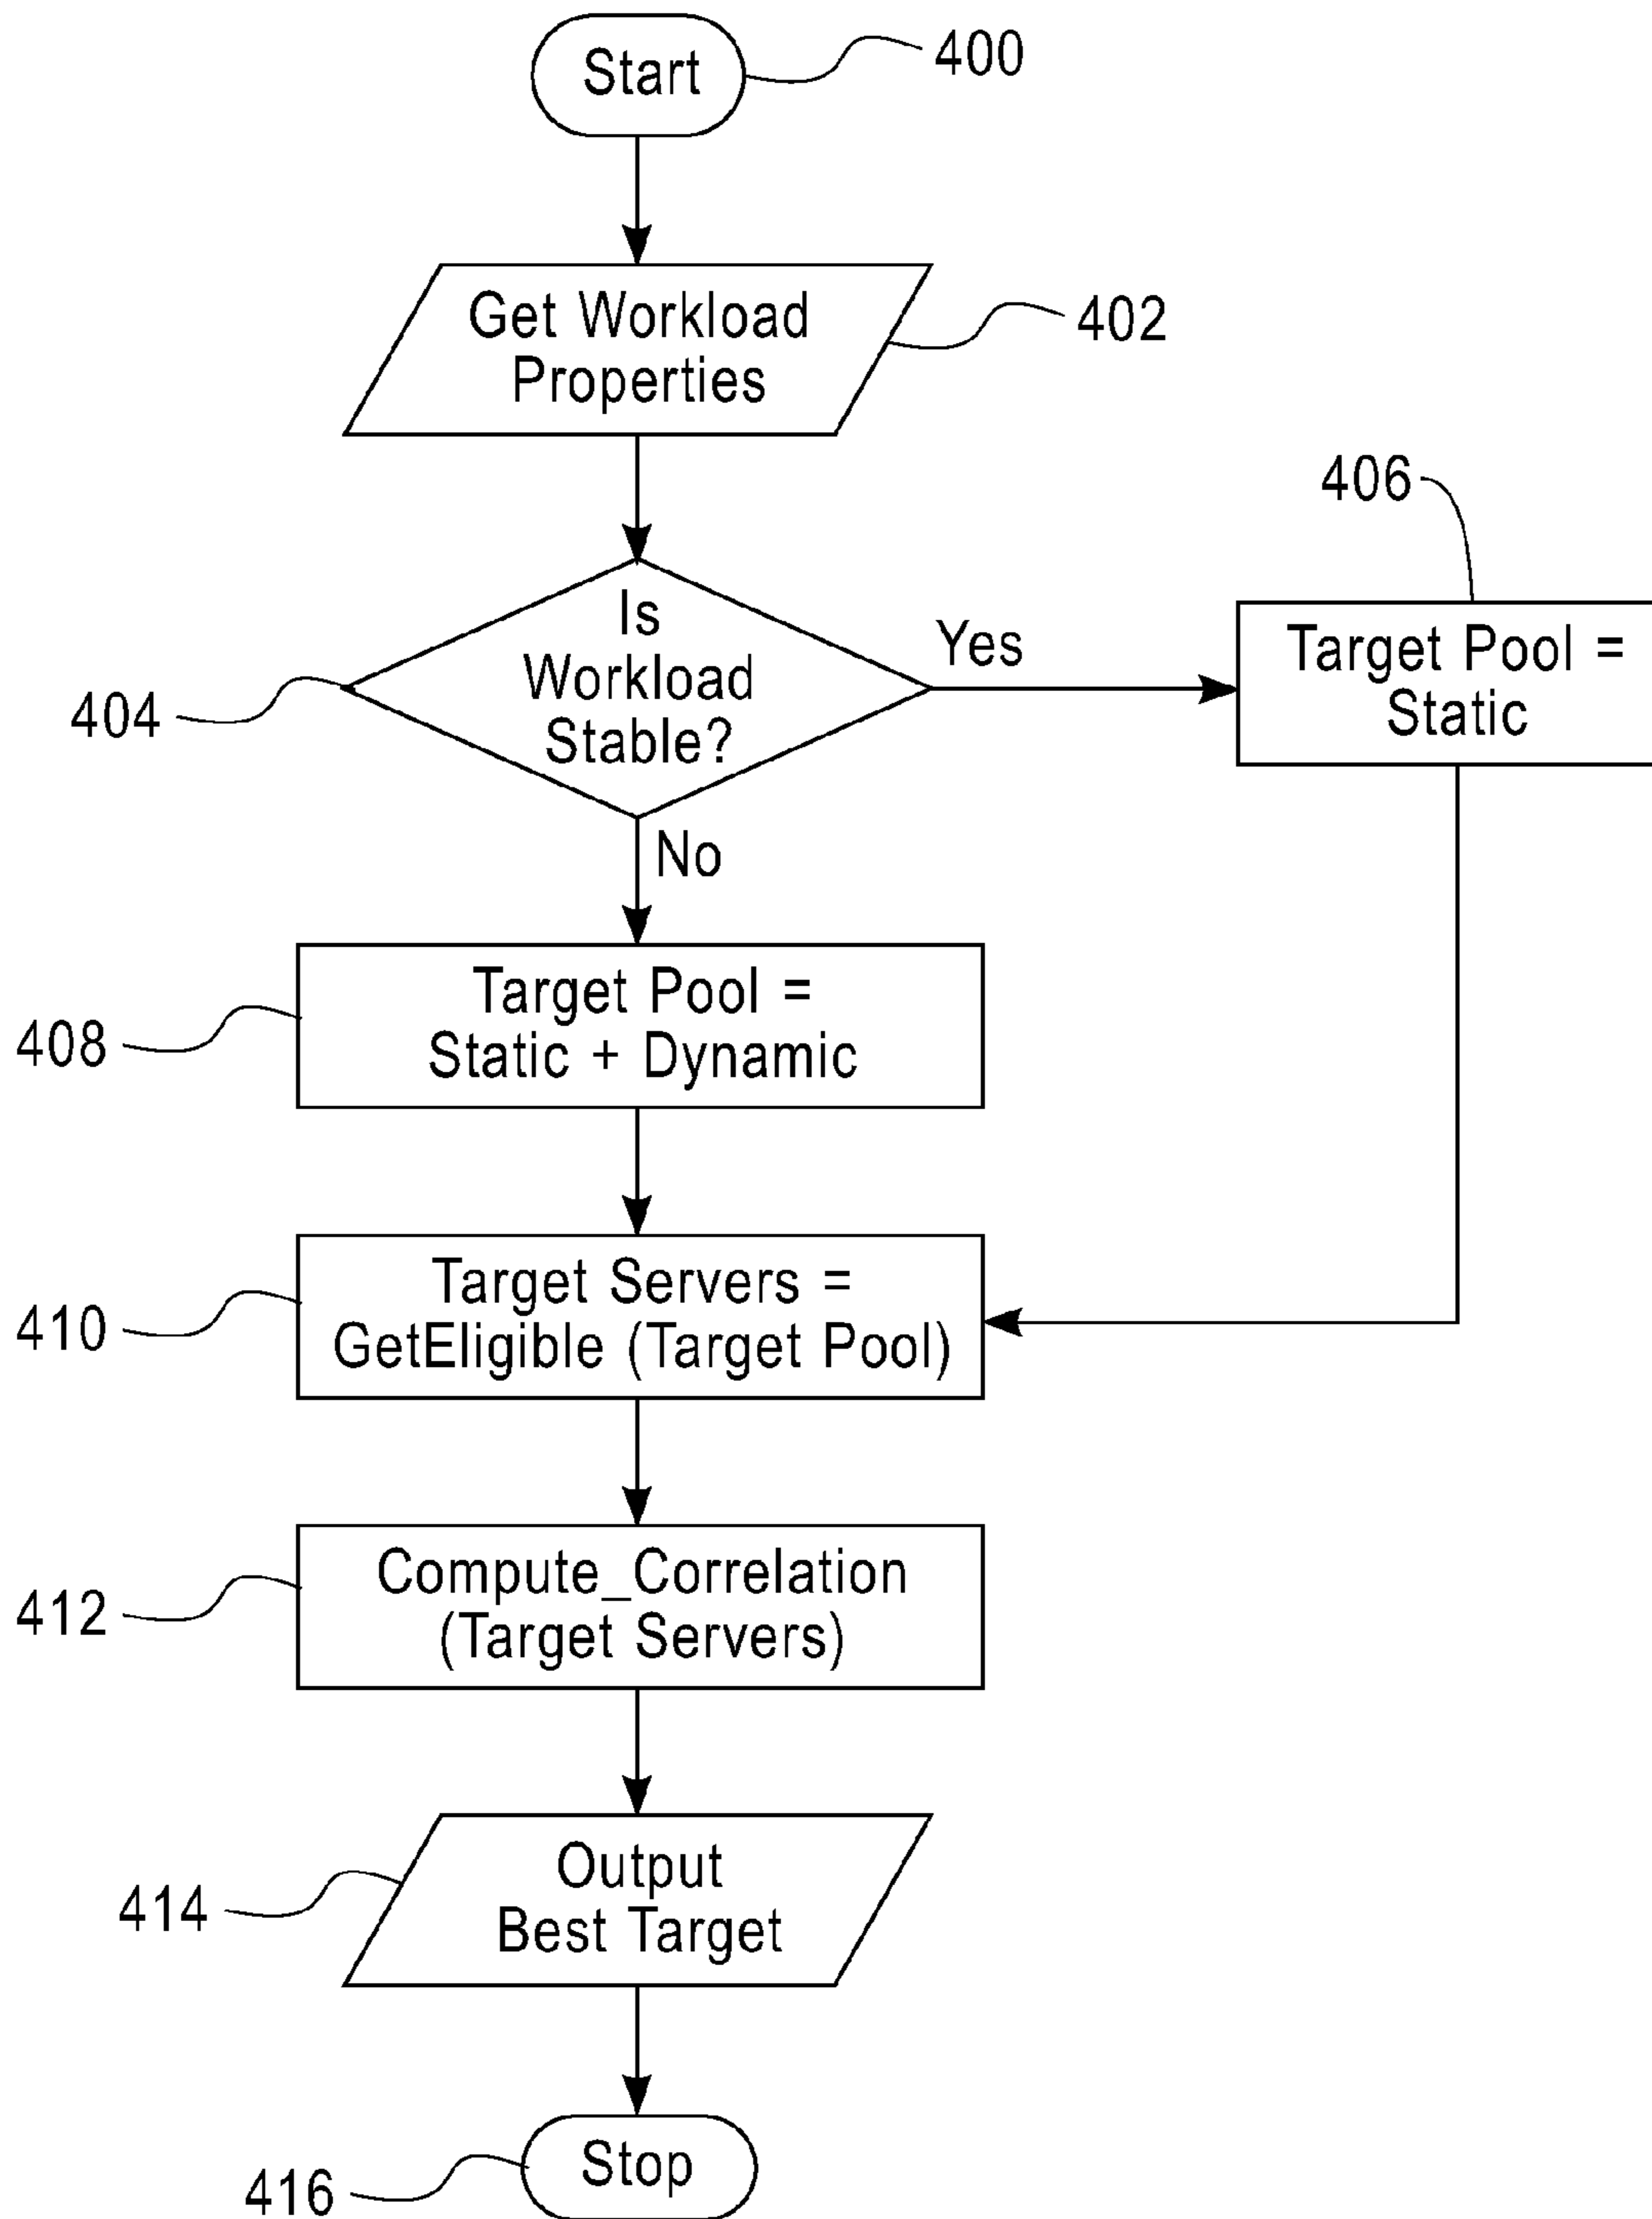 Start
400
Get Workload
Properties
402
406
Is
Workload
Stable?
404
Yes
Target Pool =
Static
No
Target Pool =
Static + Dynamic
408
Target Servers =
GetEligible (Target Pool)
410
Compute_Correlation
(Target Servers)
412
Output
Best Target
414
Stop
416